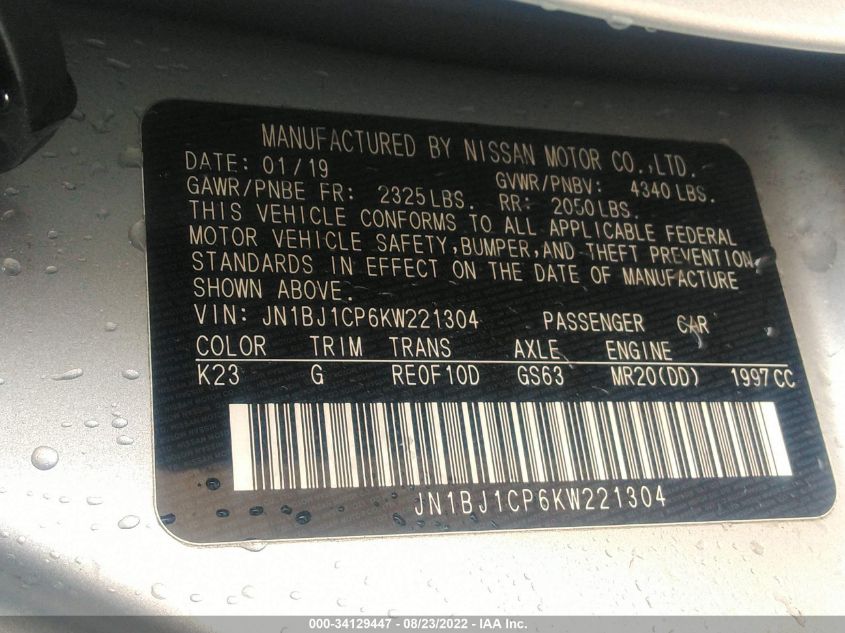 MANUFACTURED BY NISSAN MOTOR CO.,LTD.
DATE: 01/19 GVWR/PNBV: 4340 LBS.
GAWR/PNBE FR: 2325 LBS. RR: 2050 LBS.
THIS VEHICLE CONFORMS TO ALL APPLICABLE FEDERAL
MOTOR VEHICLE SAFETY,BUMPER,AND THEFT PREVENTION
STANDARDS IN EFFECT ON THE DATE OF MANUFACTURE
SHOWN ABOVE.
VIN: JN1BJ1CP6KW221304 PASSENGER CAR
COLOR TRIM TRANS AXLE ENGINE
K23 G RE0F10D GS63 MR20(DD) 1997CC
JN1BJ1CP6KW221304
000-34129447 - 08/23/2022 - IAA Inc.